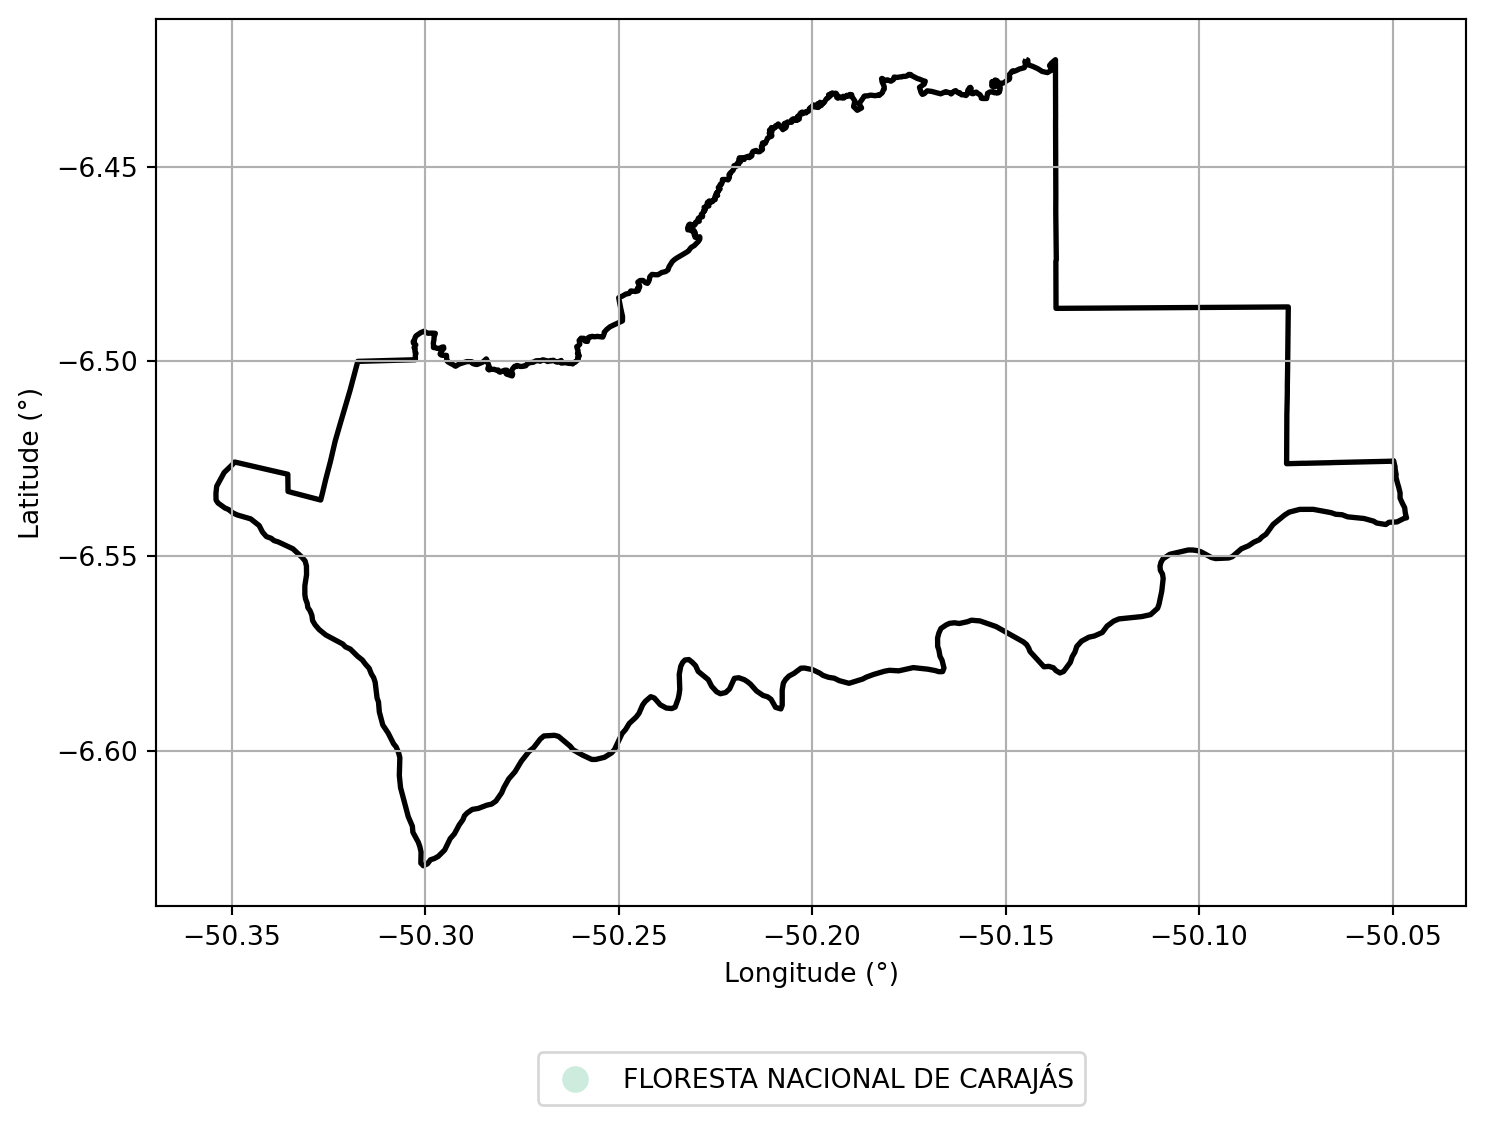 −6.45
−6.50
−6.55
−6.60
Latitude (°)
−50.35 −50.30 −50.25 −50.20 −50.15 −50.10 −50.05
Longitude (°)
FLORESTA NACIONAL DE CARAJÁS